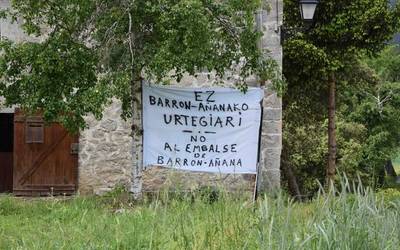 EZ
BARRON-AÑANAKO
URTEGIARI
NO
AL EMBALSE
DE
BARRON-AÑANA